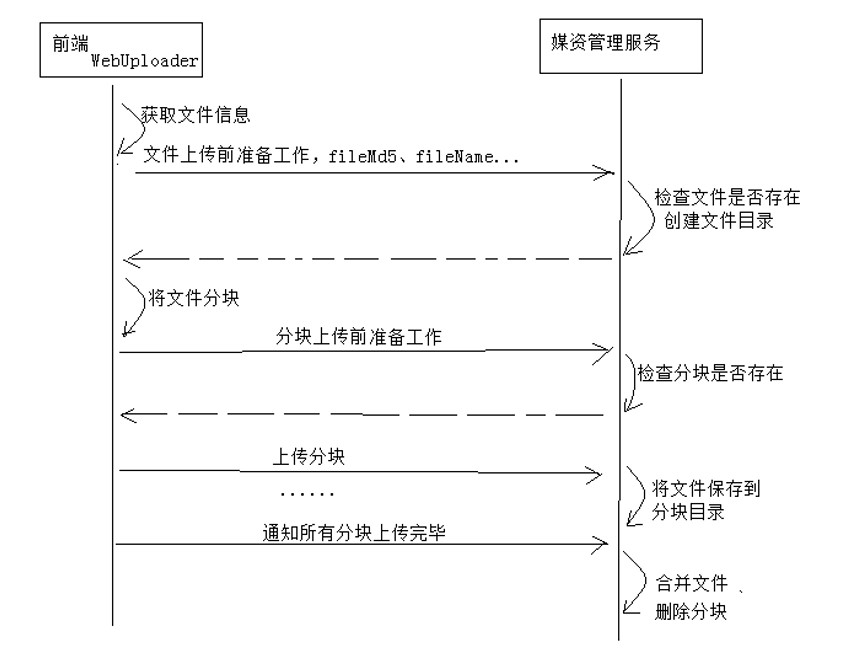 前端
WebUploader
媒资管理服务
获取文件信息
文件上传前准备工作，fileMd5、fileName...
检查文件是否存在
创建文件目录
将文件分块
分块上传前准备工作
检查分块是否存在
上传分块
......
将文件保存到
分块目录
通知所有分块上传完毕
合并文件、
删除分块